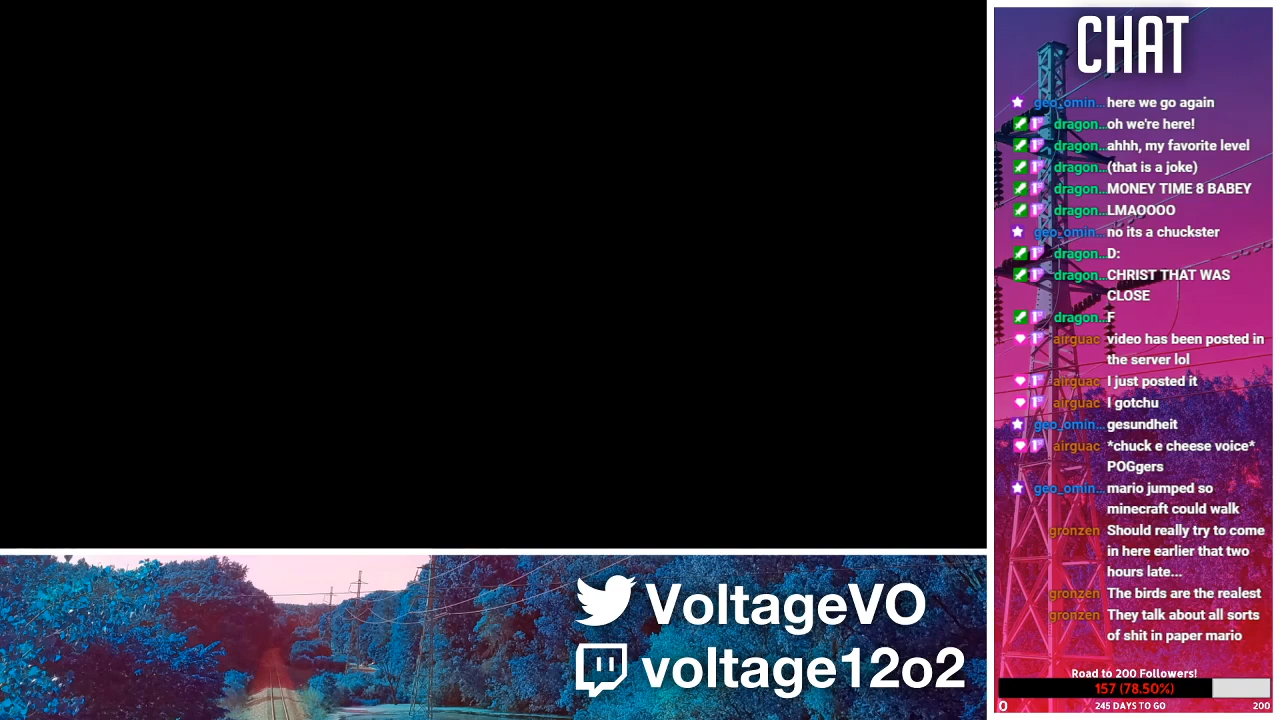 CHAT
geo_omin... here we go again
dragon... oh we're here!
dragon... ahhh, my favorite level
dragon... (that is a joke)
dragon... MONEY TIME 8 BABEY
dragon... LMAOOOO
geo_omin... no its a chuckster
dragon... D:
dragon... CHRIST THAT WAS
CLOSE
dragon... F
airguac video has been posted in
the server lol
airguac I just posted it
airguac I gotchu
geo_omin... gesundheit
airguac *chuck e cheese voice*
POGgers
geo_omin... mario jumped so
minecraft could walk
gronzen Should really try to come
in here earlier that two
hours late...
gronzen The birds are the realest
gronzen They talk about all sorts
of shit in paper mario
VoltageVO
voltage12o2
Road to 200 Followers!
157 (78.50%)
0 245 DAYS TO GO 200